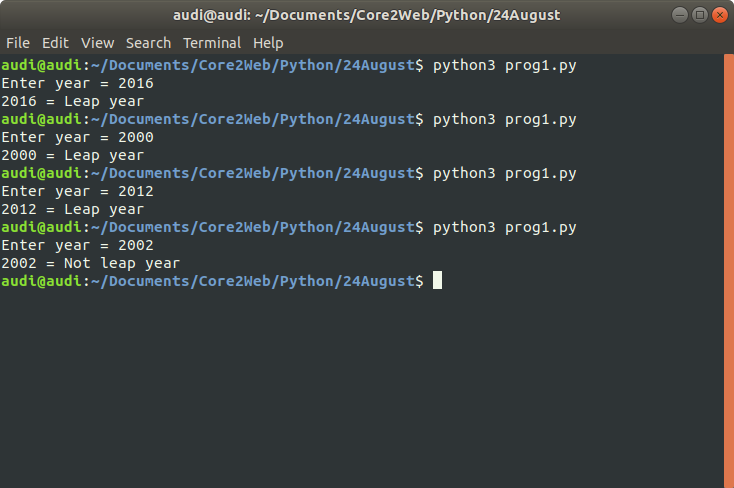 audi@audi: ~/Documents/Core2Web/Python/24August
File Edit View Search Terminal Help
audi@audi:~/Documents/Core2Web/Python/24August$ python3 prog1.py
Enter year = 2016
2016 = Leap year
audi@audi:~/Documents/Core2Web/Python/24August$ python3 prog1.py
Enter year = 2000
2000 = Leap year
audi@audi:~/Documents/Core2Web/Python/24August$ python3 prog1.py
Enter year = 2012
2012 = Leap year
audi@audi:~/Documents/Core2Web/Python/24August$ python3 prog1.py
Enter year = 2002
2002 = Not leap year
audi@audi:~/Documents/Core2Web/Python/24August$